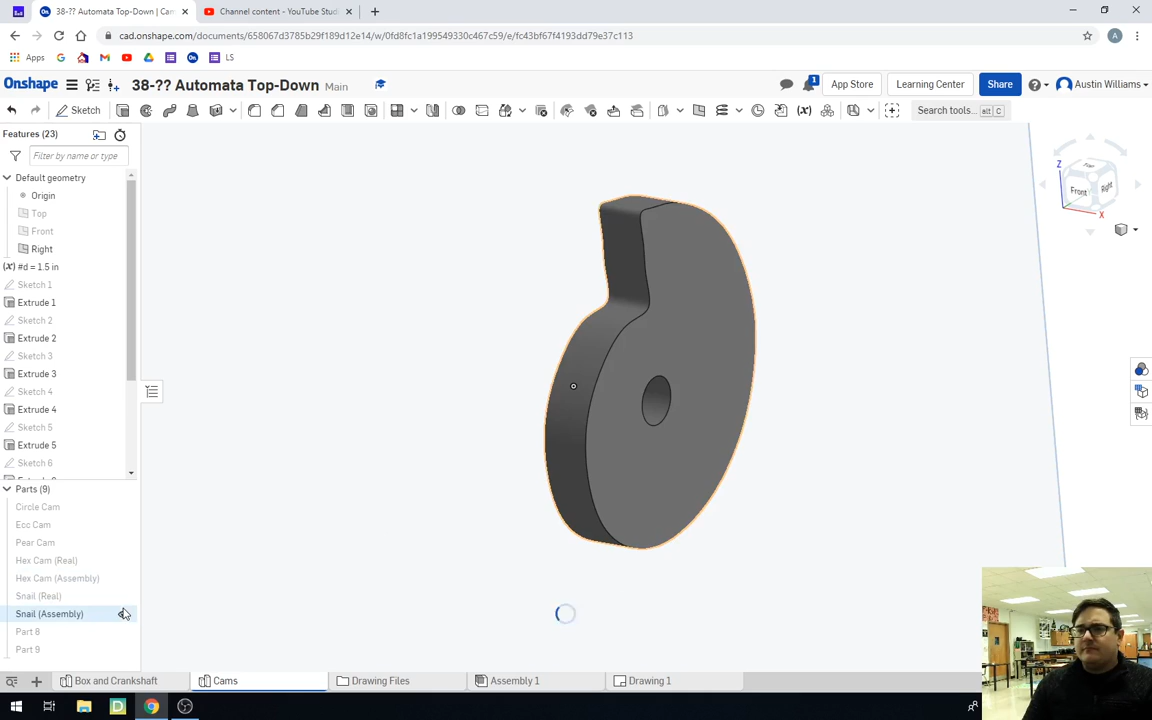 38-?? Automata Top-Down | Cam
Channel content - YouTube Studi
cad.onshape.com/documents/658067d3785b29f189d12e14/w/0fd8fc1a199549330c467c59/e/fc43bf67f4193dd79e37c113
A
Apps
LS
Onshape
38-?? Automata Top-Down Main
1
App Store
Learning Center
Share
Austin Williams
Sketch
Search tools... alt C
Features (23)
Filter by name or type
Default geometry
Origin
Top
Front
Right
(x) #d = 1.5 in
Sketch 1
Extrude 1
Sketch 2
Extrude 2
Sketch 3
Extrude 3
Sketch 4
Extrude 4
Sketch 5
Extrude 5
Sketch 6
Parts (9)
Circle Cam
Ecc Cam
Pear Cam
Hex Cam (Real)
Hex Cam (Assembly)
Snail (Real)
Snail (Assembly)
Part 8
Part 9
Z
Top
Front
Right
X
Box and Crankshaft
Cams
Drawing Files
Assembly 1
Drawing 1